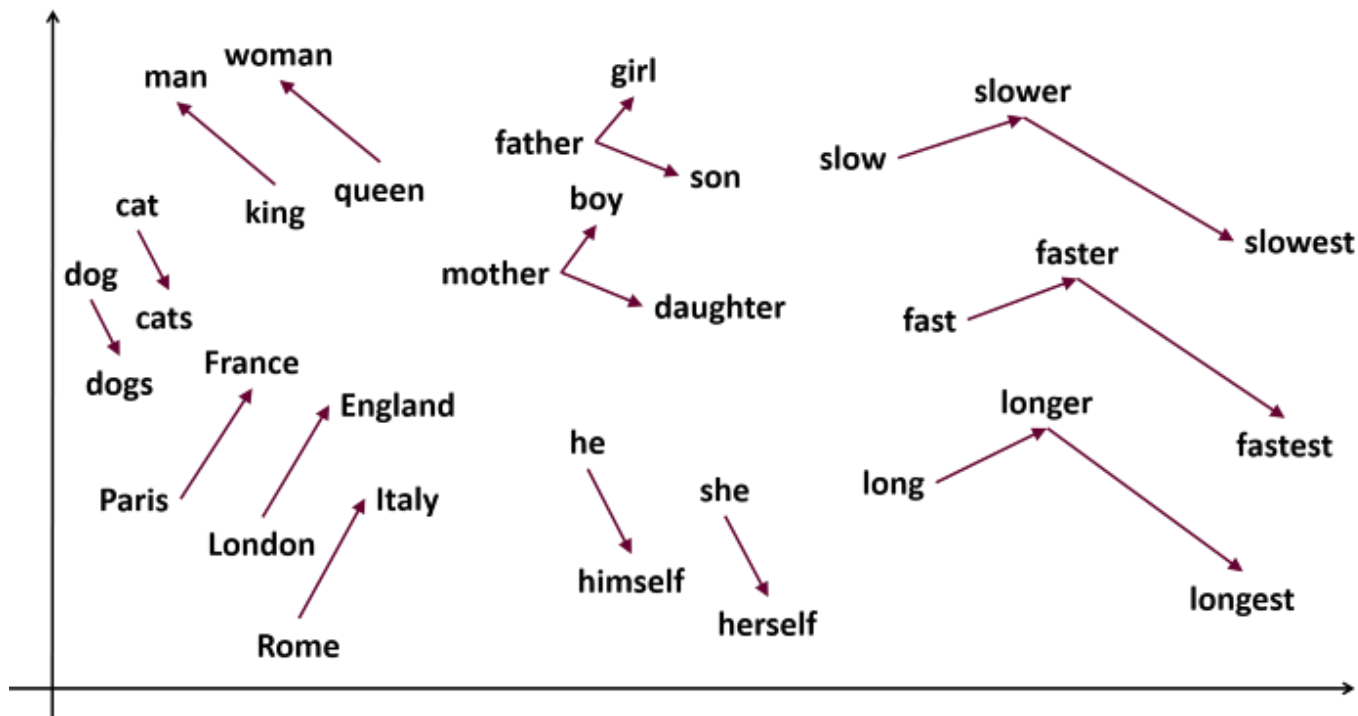 woman
man
girl
slower
father
slow
son
queen
boy
cat
king
slowest
faster
dog
mother
daughter
cats
fast
France
dogs
England
longer
he
fastest
long
she
Paris
Italy
London
himself
longest
herself
Rome